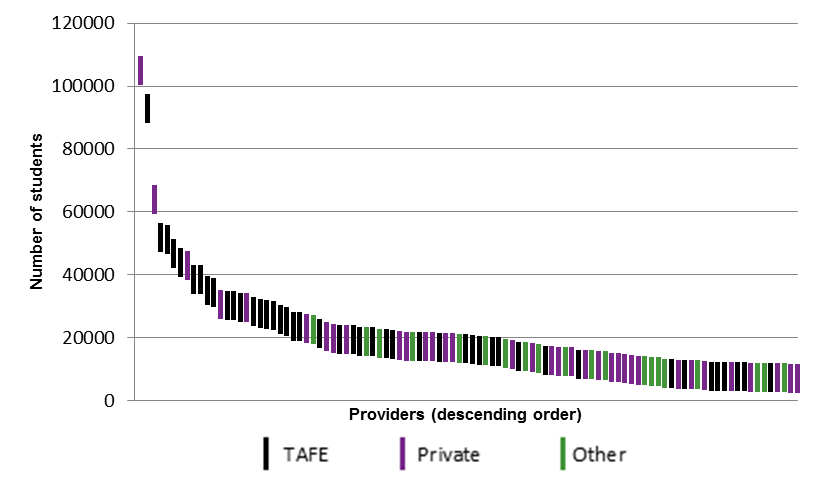 120000
100000
80000
60000
40000
20000
0
Number of students
Providers (descending order)
TAFE Private Other